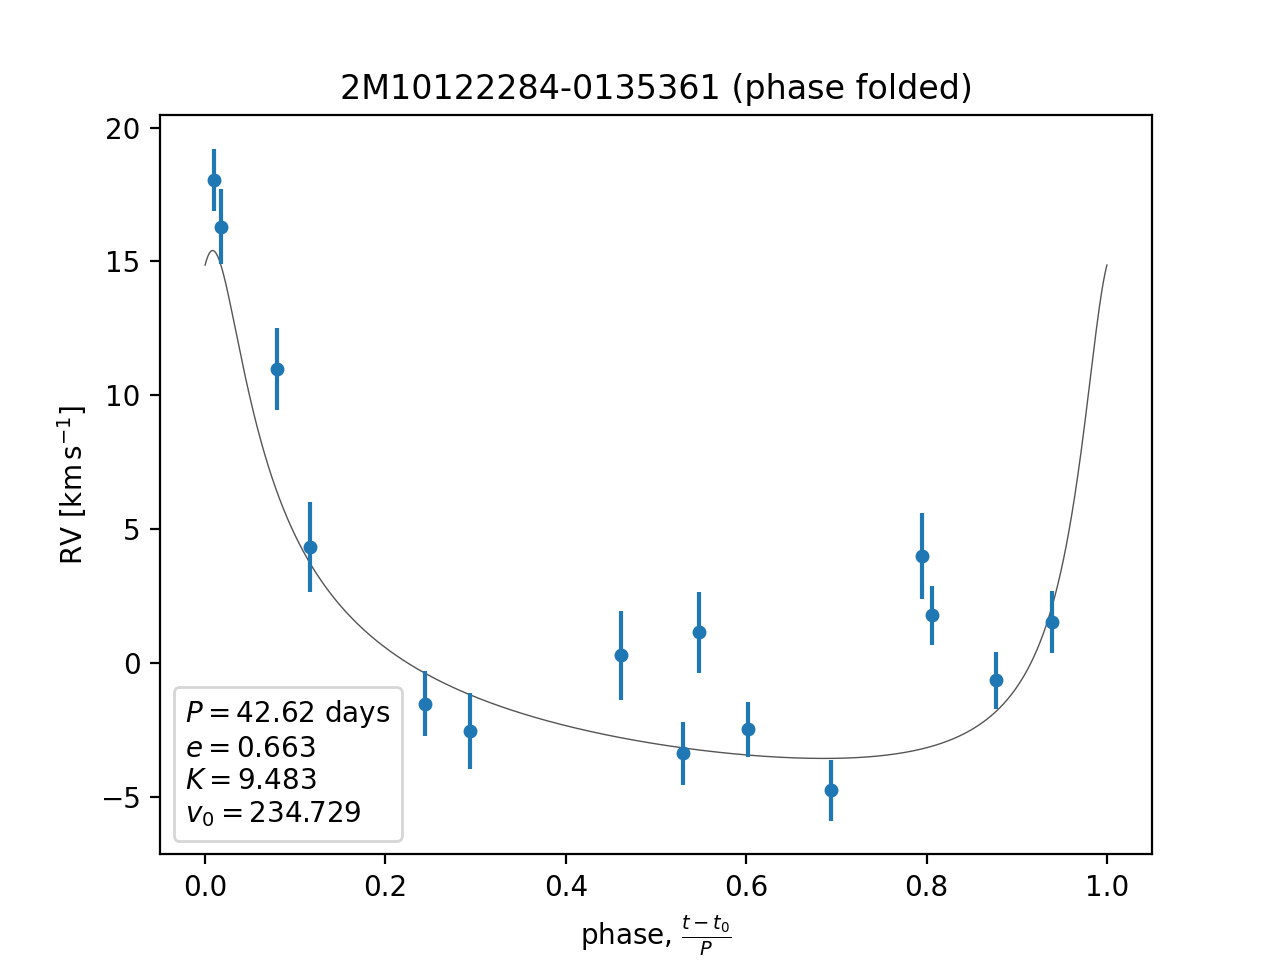 2M10122284-0135361 (phase folded)
20
15
10
5
0
−5
RV [km s⁻¹]
P = 42.62 days
e = 0.663
K = 9.483
v₀ = 234.729
0.0 0.2 0.4 0.6 0.8 1.0
phase, (t − t₀)/P